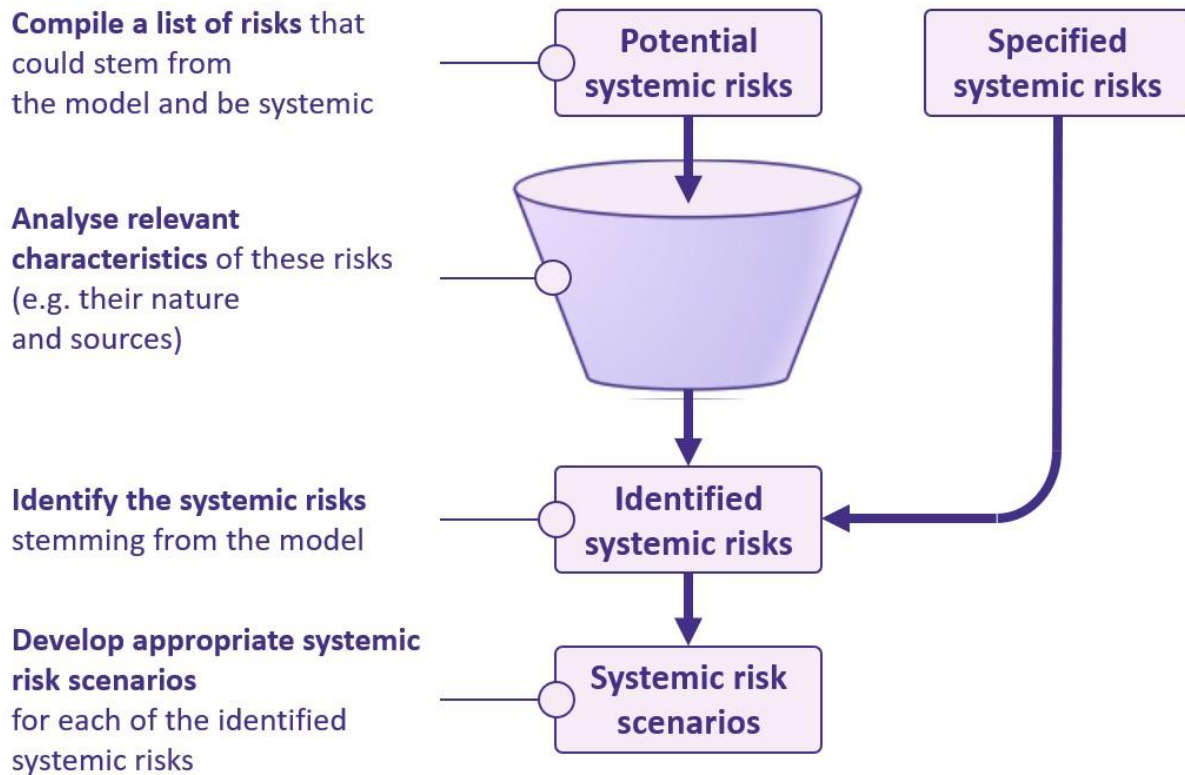 Compile a list of risks that
could stem from
the model and be systemic
Potential
systemic risks
Specified
systemic risks
Analyse relevant
characteristics of these risks
(e.g. their nature
and sources)
Identify the systemic risks
stemming from the model
Identified
systemic risks
Develop appropriate systemic
risk scenarios
for each of the identified
systemic risks
Systemic risk
scenarios